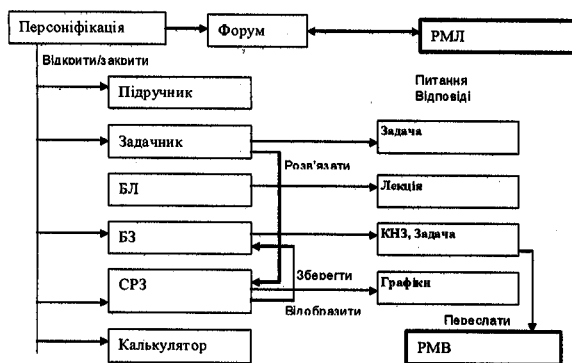 Персоніфікація
Форум
РМЛ
Відкрити/закрити
Питання
Відповіді
Підручник
Задачник
Задача
Розв'язати
БЛ
Лекція
БЗ
КНЗ, Задача
Зберегти
СРЗ
Графіки
Відобразити
Переслати
Калькулятор
РМВ